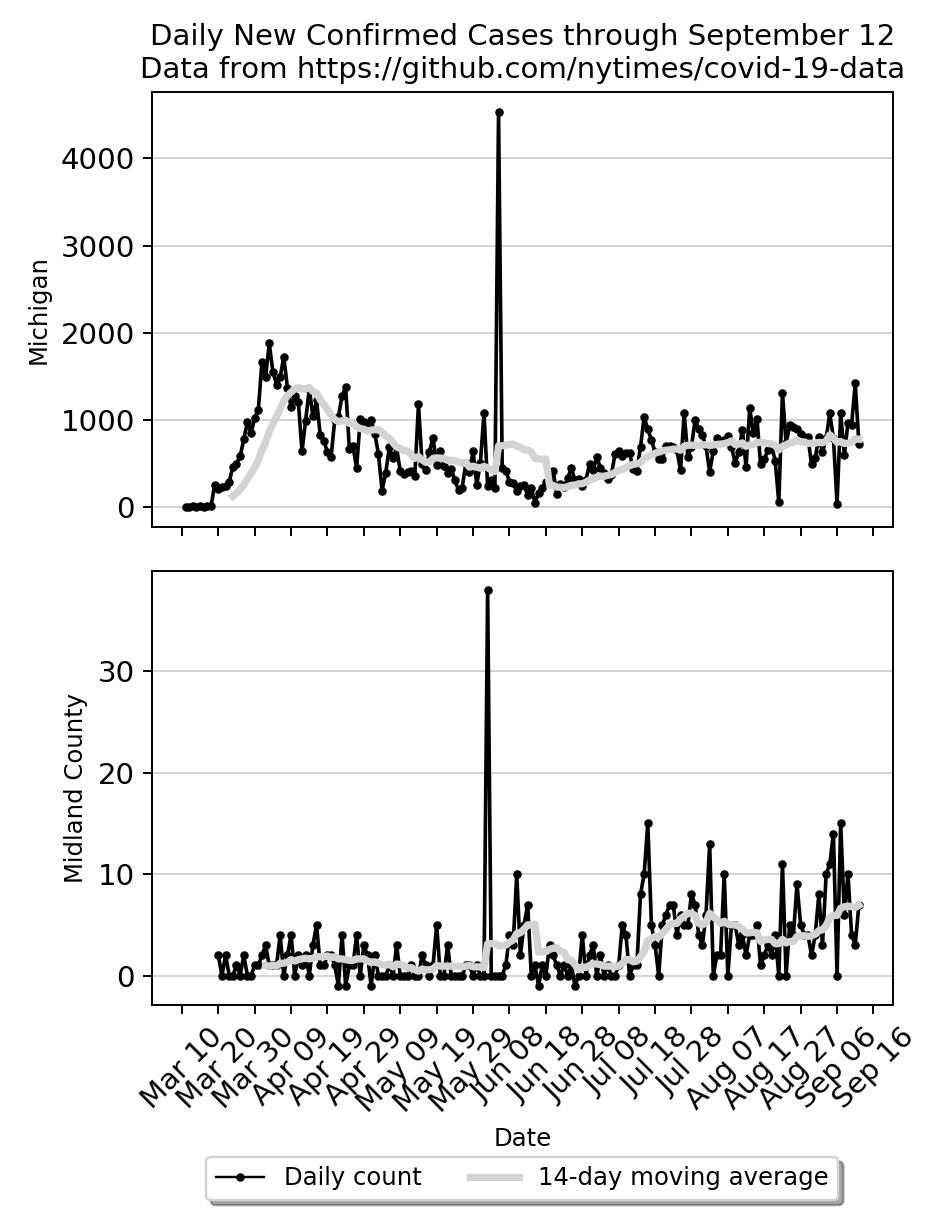 Daily New Confirmed Cases through September 12
Data from https://github.com/nytimes/covid-19-data
Michigan
4000
3000
2000
1000
0
Midland County
30
20
10
0
Mar 10
Mar 20
Mar 30
Apr 09
Apr 19
Apr 29
May 09
May 19
May 29
Jun 08
Jun 18
Jun 28
Jul 08
Jul 18
Jul 28
Aug 07
Aug 17
Aug 27
Sep 06
Sep 16
Date
Daily count
14-day moving average